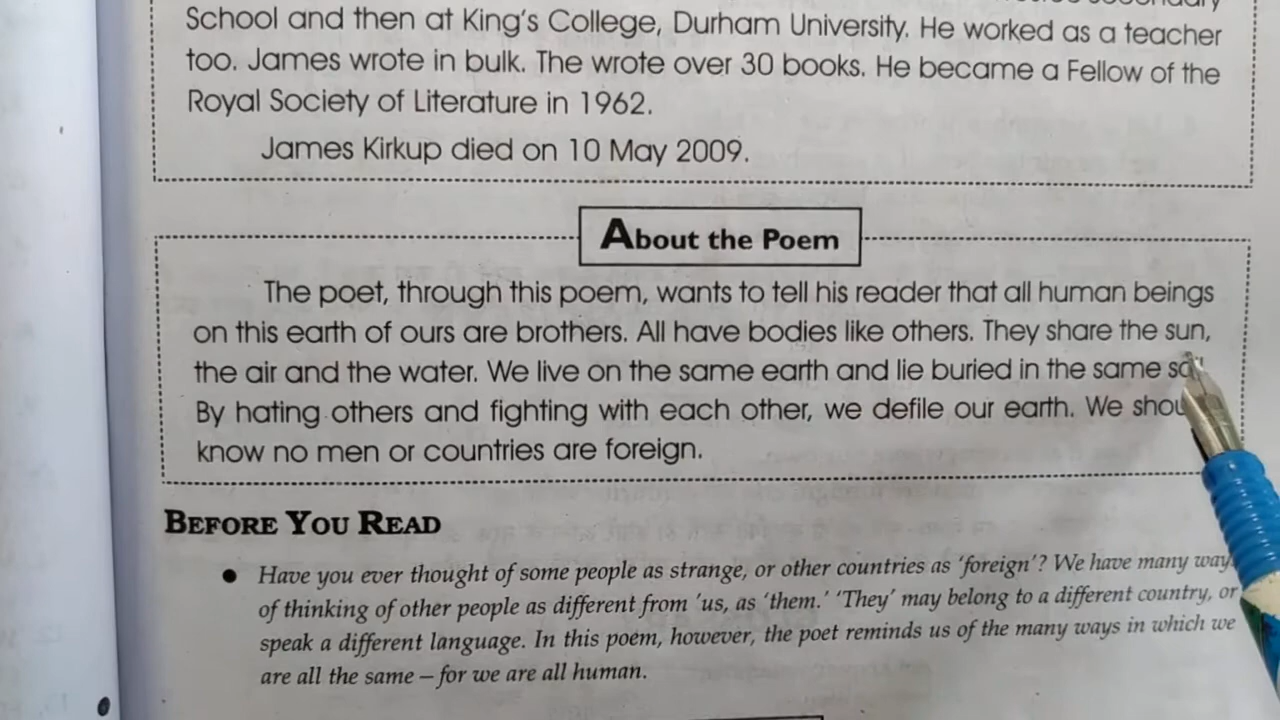 School and then at King's College, Durham University. He worked as a teacher
too. James wrote in bulk. The wrote over 30 books. He became a Fellow of the
Royal Society of Literature in 1962.
James Kirkup died on 10 May 2009.
About the Poem
The poet, through this poem, wants to tell his reader that all human beings
on this earth of ours are brothers. All have bodies like others. They share the sun,
the air and the water. We live on the same earth and lie buried in the same
By hating others and fighting with each other, we defile our earth. We
know no men or countries are foreign.
BEFORE YOU READ
● Have you ever thought of some people as strange, or other countries as 'foreign'? We have many
of thinking of other people as different from 'us, as 'them.' 'They' may belong to a different country, or
speak a different language. In this poem, however, the poet reminds us of the many ways in which we
are all the same – for we are all human.